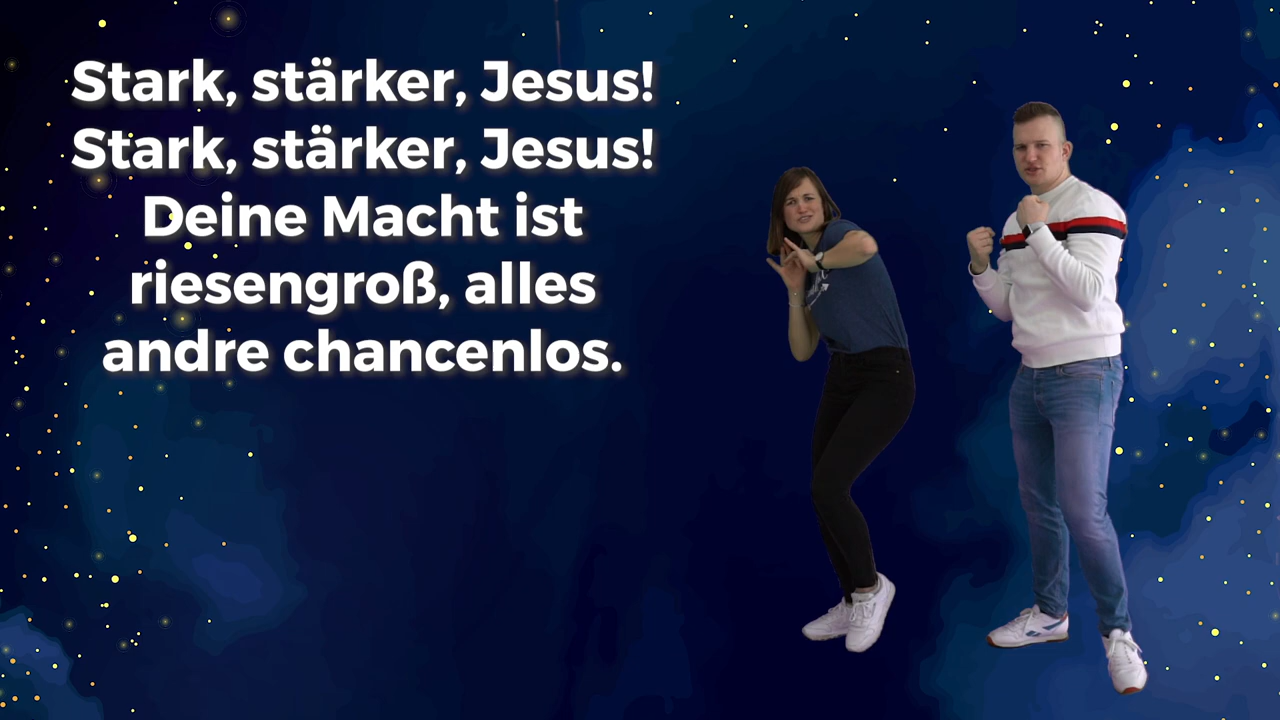 Stark, stärker, Jesus!
Stark, stärker, Jesus!
Deine Macht ist
riesengroß, alles
andre chancenlos.